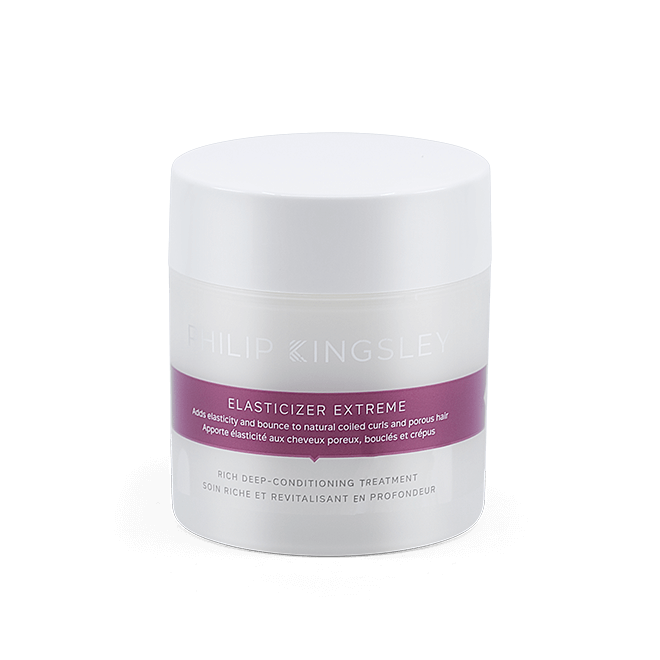 PHILIP KINGSLEY
ELASTICIZER EXTREME
Adds elasticity and bounce to natural coiled curls and porous hair
Apporte élasticité aux cheveux poreux, bouclés et crépus
RICH DEEP-CONDITIONING TREATMENT
SOIN RICHE ET REVITALISANT EN PROFONDEUR